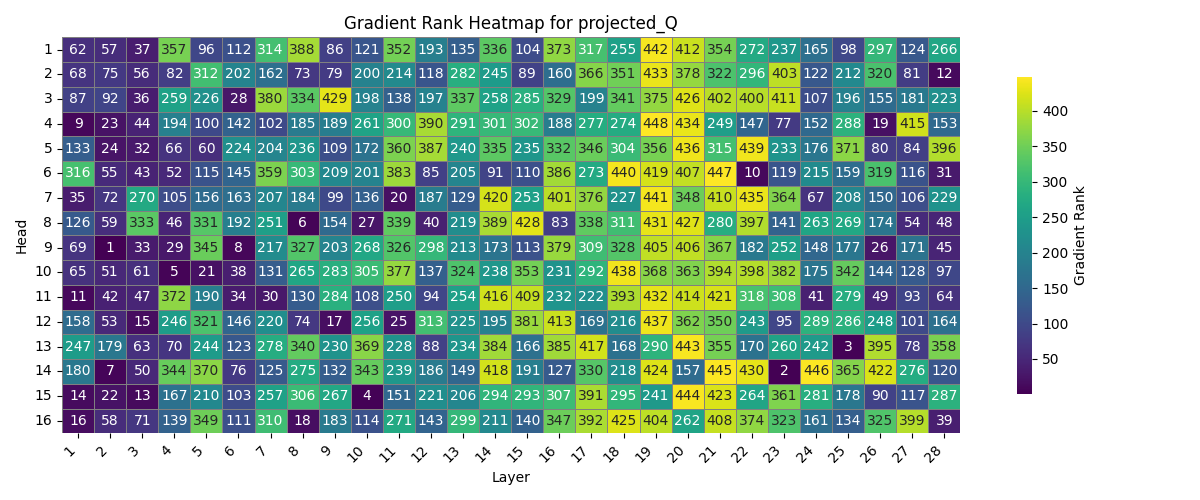 Gradient Rank Heatmap for projected_Q
1 62 57 37 357 96 112 314 388 86 121 352 193 135 336 104 373 317 255 442 412 354 272 237 165 98 297 124 266
2 68 75 56 82 312 202 162 73 79 200 214 118 282 245 89 160 366 351 433 378 322 296 403 122 212 320 81 12
3 87 92 36 259 226 28 380 334 429 198 138 197 337 258 285 329 199 341 375 426 402 400 411 107 196 155 181 223
4 9 23 44 194 100 142 102 185 189 261 300 390 291 301 302 188 277 274 448 434 249 147 77 152 288 19 415 153
5 133 24 32 66 60 224 204 236 109 172 360 387 240 335 235 332 346 304 356 436 315 439 233 176 371 80 84 396
6 316 55 43 52 115 145 359 303 209 201 383 85 205 91 110 386 273 440 419 407 447 10 119 215 159 319 116 31
7 35 72 270 105 156 163 207 184 99 136 20 187 129 420 253 401 376 227 441 348 410 435 364 67 208 150 106 229
8 126 59 333 46 331 192 251 6 154 27 339 40 219 389 428 83 338 311 431 427 280 397 141 263 269 174 54 48
9 69 1 33 29 345 8 217 327 203 268 326 298 213 173 113 379 309 328 405 406 367 182 252 148 177 26 171 45
10 65 51 61 5 21 38 131 265 283 305 377 137 324 238 353 231 292 438 368 363 394 398 382 175 342 144 128 97
11 11 42 47 372 190 34 30 130 284 108 250 94 254 416 409 232 222 393 432 414 421 318 308 41 279 49 93 64
12 158 53 15 246 321 146 220 74 17 256 25 313 225 195 381 413 169 216 437 362 350 243 95 289 286 248 101 164
13 247 179 63 70 244 123 278 340 230 369 228 88 234 384 166 385 417 168 290 443 355 170 260 242 3 395 78 358
14 180 7 50 344 370 76 125 275 132 343 239 186 149 418 191 127 330 218 424 157 445 430 2 446 365 422 276 120
15 14 22 13 167 210 103 257 306 267 4 151 221 206 294 293 307 391 295 241 444 423 264 361 281 178 90 117 287
16 16 58 71 139 349 111 310 18 183 114 271 143 299 211 140 347 392 425 404 262 408 374 323 161 134 325 399 39
1 2 3 4 5 6 7 8 9 10 11 12 13 14 15 16 17 18 19 20 21 22 23 24 25 26 27 28
Layer
Head
400
350
300
250
200
150
100
50
Gradient Rank